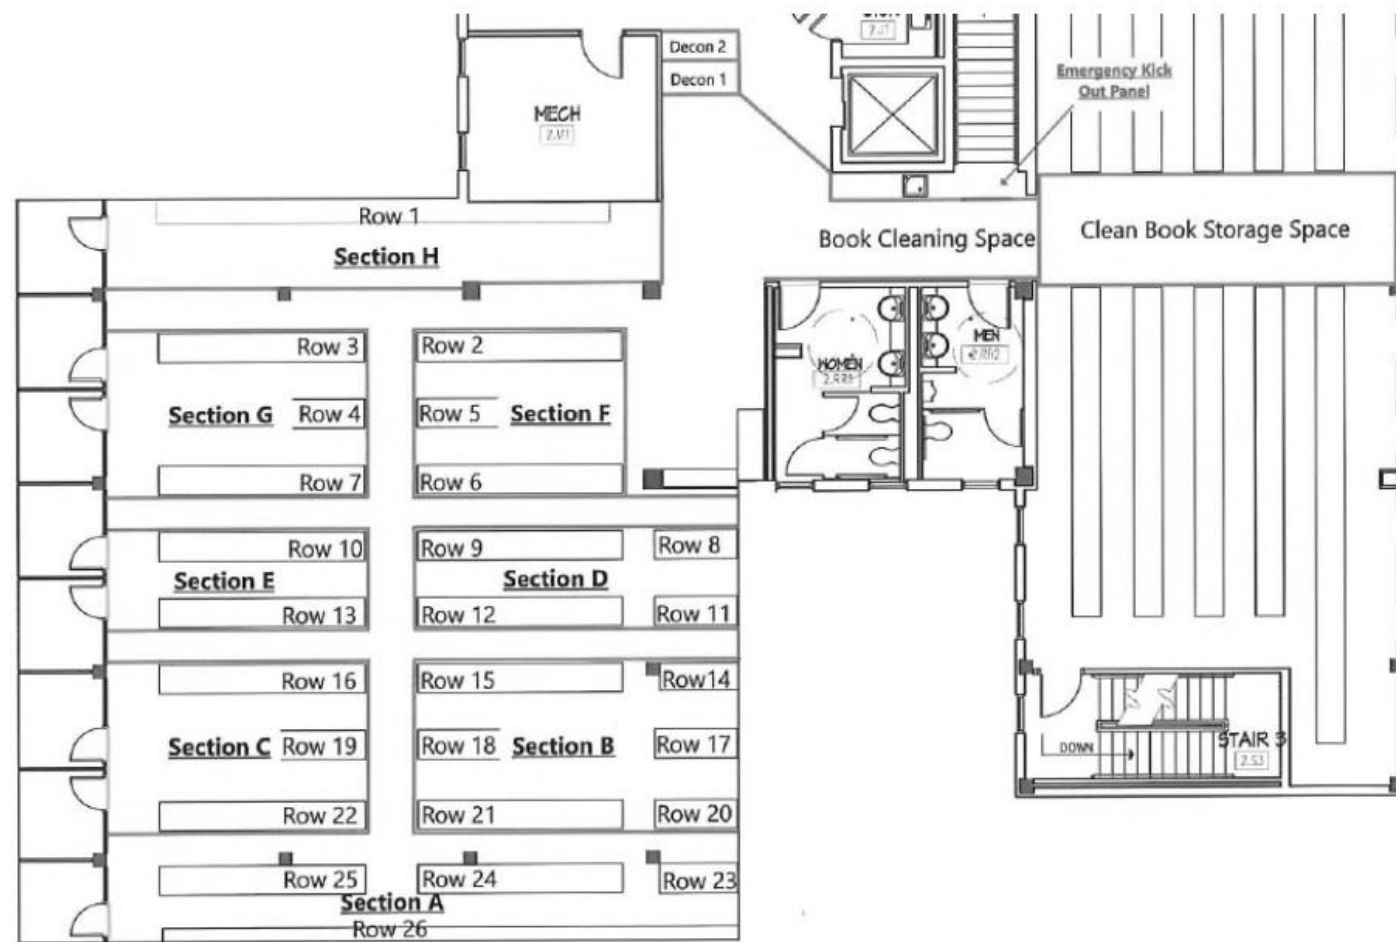 Decon 2
Decon 1
Emergency Kick
Out Panel
MECH
Row 1
Section H
Book Cleaning Space
Clean Book Storage Space
Row 3
Row 2
MEN
WOMEN
Section G
Row 4
Row 5
Section F
Row 7
Row 6
Row 10
Row 9
Row 8
Section E
Section D
Row 13
Row 12
Row 11
Row 16
Row 15
Row14
Section C
Row 19
Row 18
Section B
Row 17
STAIR 3
DOWN
2.S3
Row 22
Row 21
Row 20
Row 25
Row 24
Row 23
Section A
Row 26